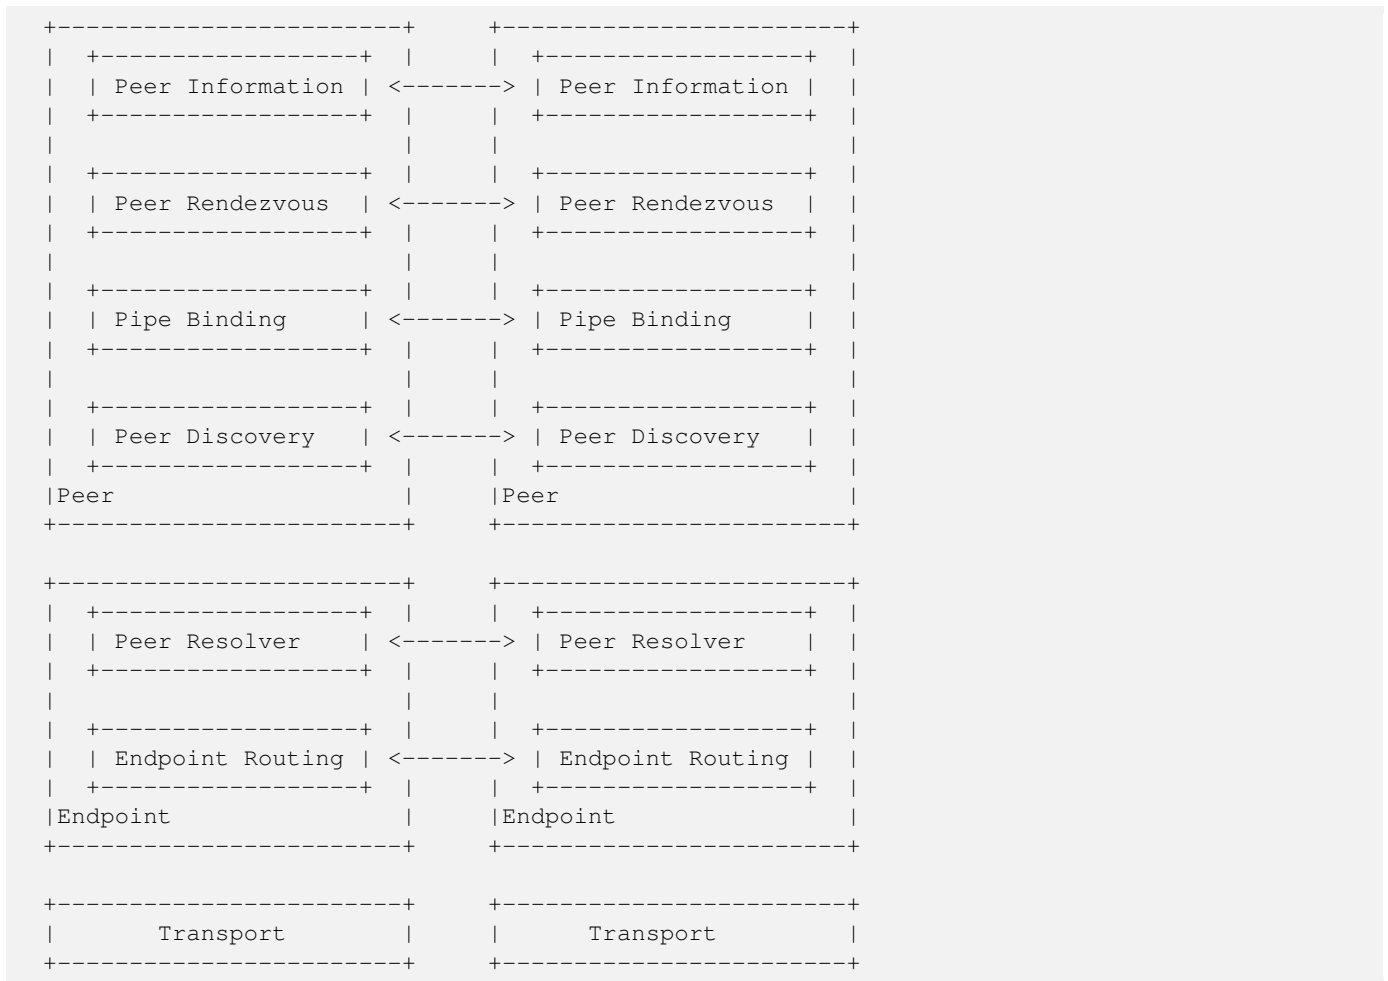 +------------------------+     +------------------------+
|  +------------------+  |     |  +------------------+  |
|  | Peer Information | <-------> | Peer Information |  |
|  +------------------+  |     |  +------------------+  |
|                        |     |                        |
|  +------------------+  |     |  +------------------+  |
|  | Peer Rendezvous  | <-------> | Peer Rendezvous  |  |
|  +------------------+  |     |  +------------------+  |
|                        |     |                        |
|  +------------------+  |     |  +------------------+  |
|  | Pipe Binding     | <-------> | Pipe Binding     |  |
|  +------------------+  |     |  +------------------+  |
|                        |     |                        |
|  +------------------+  |     |  +------------------+  |
|  | Peer Discovery   | <-------> | Peer Discovery   |  |
|  +------------------+  |     |  +------------------+  |
|Peer                    |     |Peer                    |
+------------------------+     +------------------------+

+------------------------+     +------------------------+
|  +------------------+  |     |  +------------------+  |
|  | Peer Resolver    | <-------> | Peer Resolver    |  |
|  +------------------+  |     |  +------------------+  |
|                        |     |                        |
|  +------------------+  |     |  +------------------+  |
|  | Endpoint Routing | <-------> | Endpoint Routing |  |
|  +------------------+  |     |  +------------------+  |
|Endpoint                |     |Endpoint                |
+------------------------+     +------------------------+

+------------------------+     +------------------------+
|       Transport        |     |      Transport         |
+------------------------+     +------------------------+